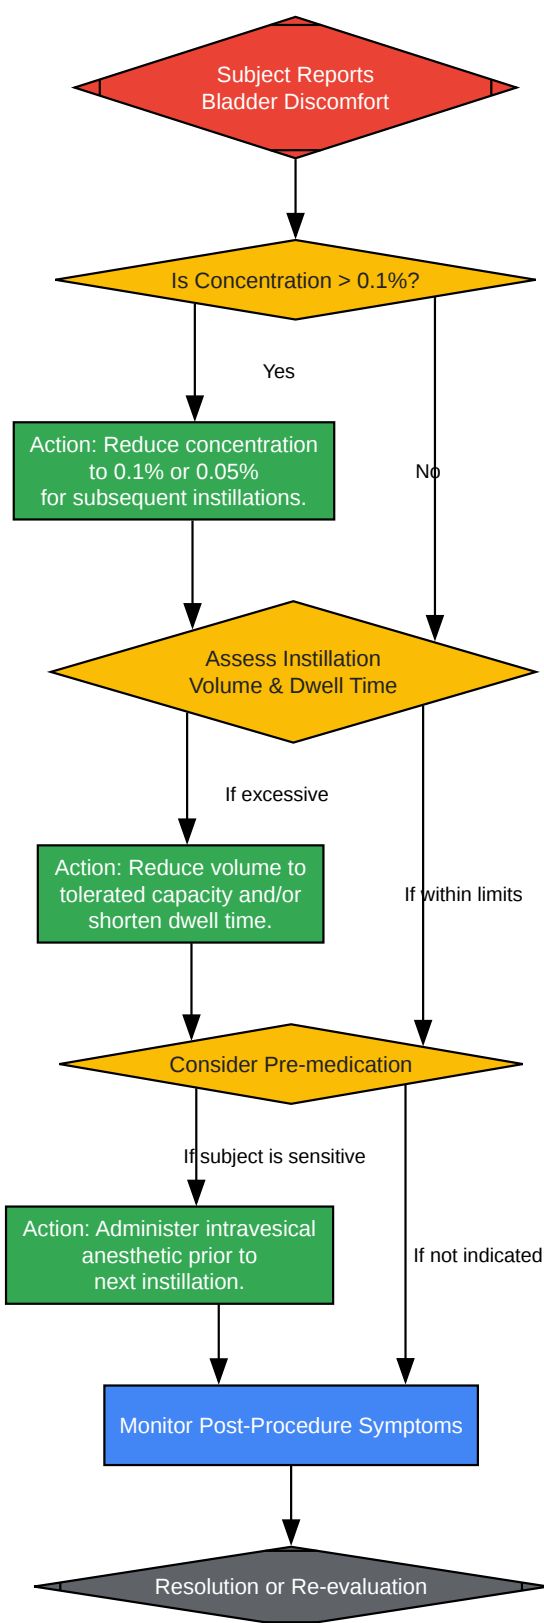 Subject Reports
Bladder Discomfort
Is Concentration > 0.1%?
Yes
Action: Reduce concentration
to 0.1% or 0.05%
for subsequent instillations.
No
Assess Instillation
Volume & Dwell Time
If excessive
Action: Reduce volume to
tolerated capacity and/or
shorten dwell time.
If within limits
Consider Pre-medication
If subject is sensitive
Action: Administer intravesical
anesthetic prior to
next instillation.
If not indicated
Monitor Post-Procedure Symptoms
Resolution or Re-evaluation